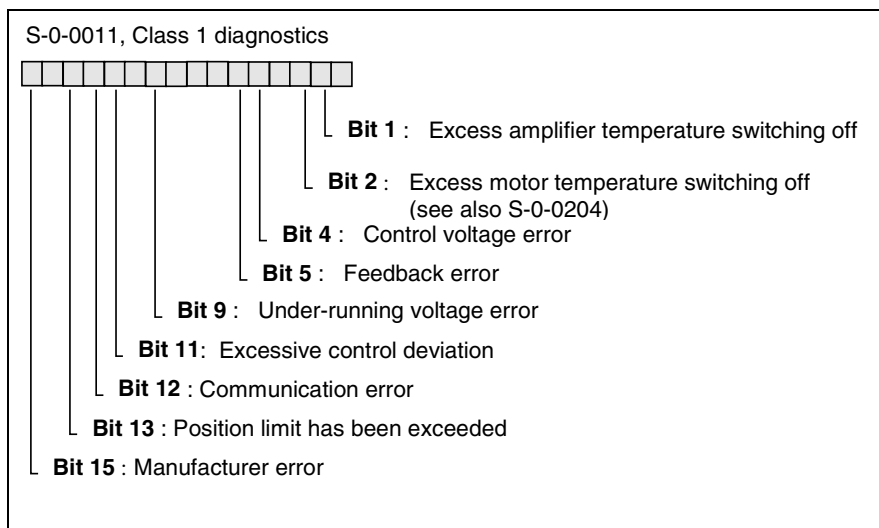 S-0-0011, Class 1 diagnostics
Bit 1 : Excess amplifier temperature switching off
Bit 2 : Excess motor temperature switching off
(see also S-0-0204)
Bit 4 : Control voltage error
Bit 5 : Feedback error
Bit 9 : Under-running voltage error
Bit 11: Excessive control deviation
Bit 12 : Communication error
Bit 13 : Position limit has been exceeded
Bit 15 : Manufacturer error